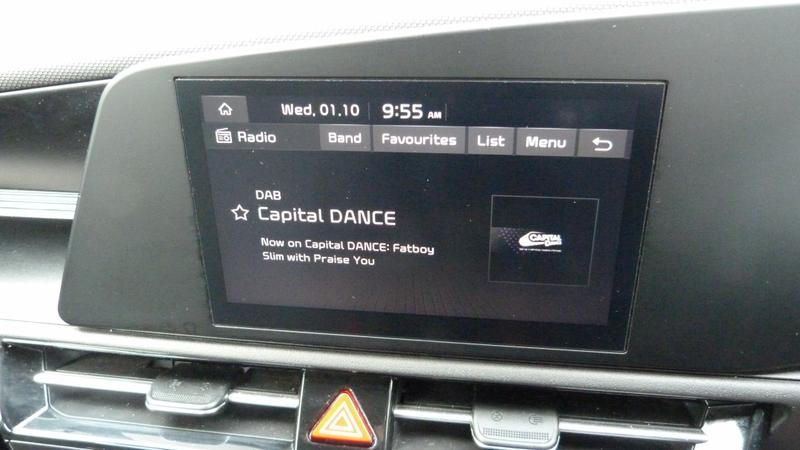 Wed, 01.10 9:55 AM
Radio Band Favourites List Menu
DAB
Capital DANCE
Now on Capital DANCE: Fatboy
Slim with Praise You
CAPITAL